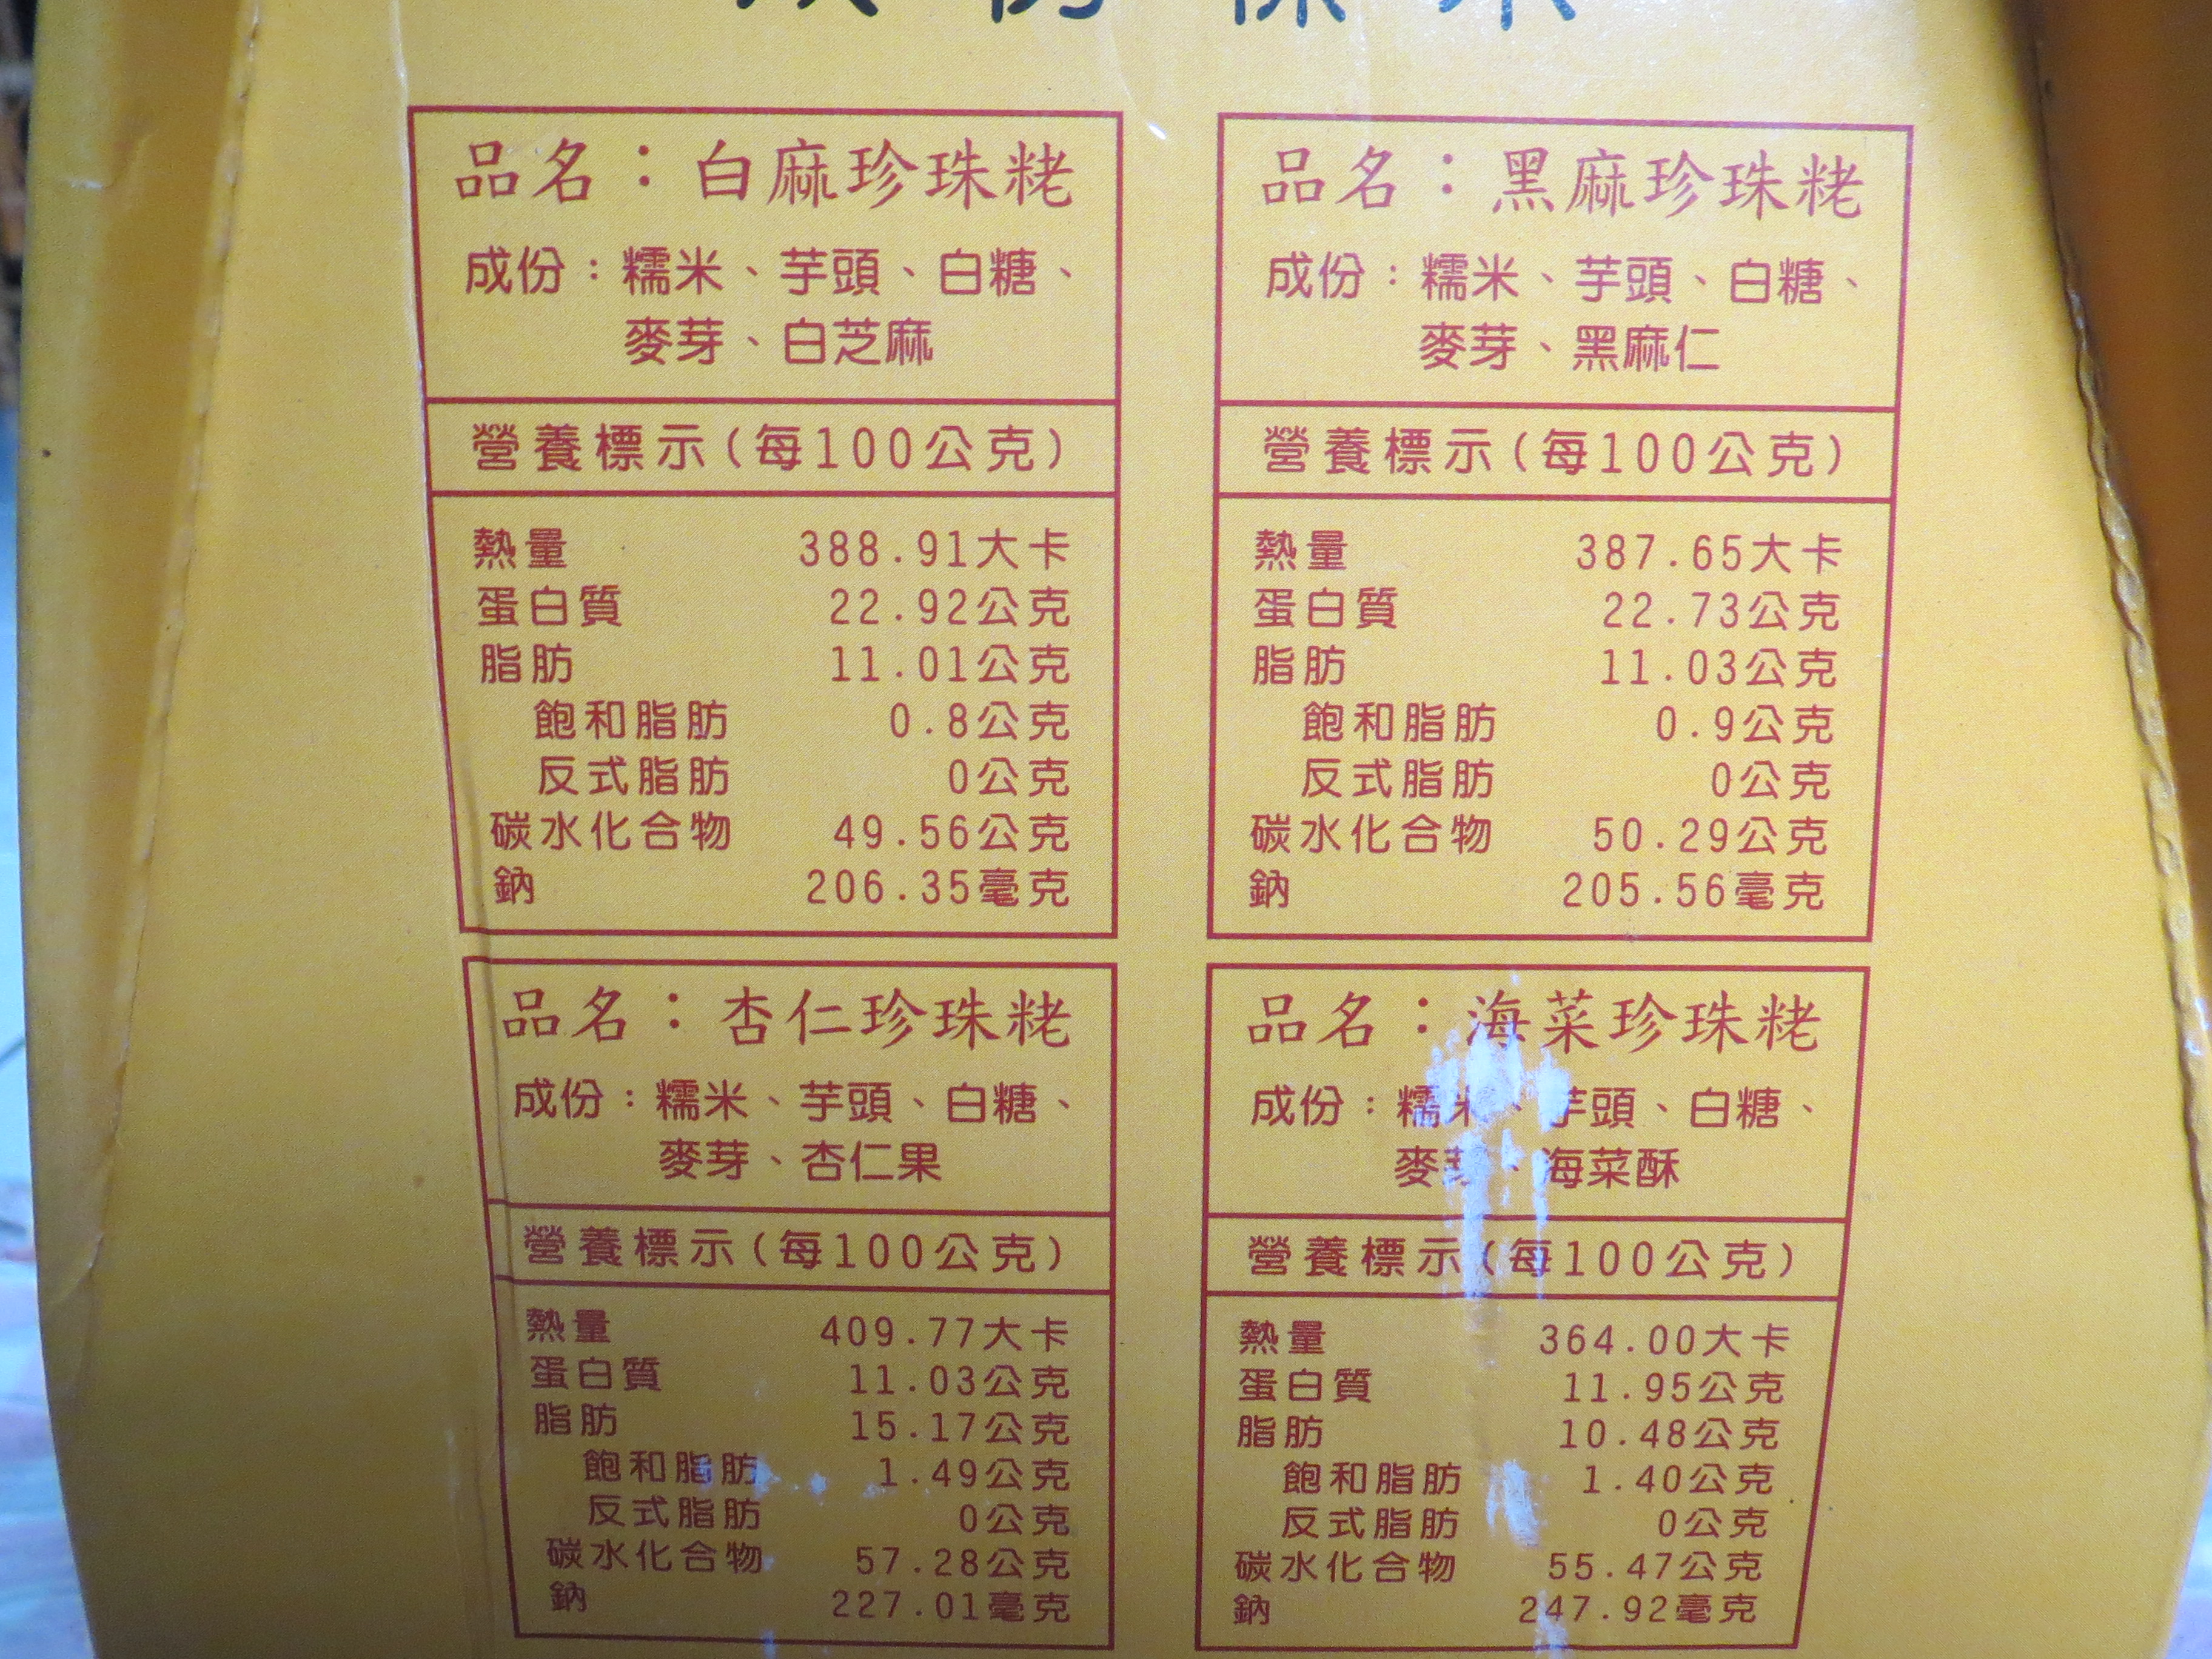 品名：白麻珍珠粩
成份：糯米、芋頭、白糖、
麥芽、白芝麻
營養標示(每100公克)
熱量 388.91大卡
蛋白質 22.92公克
脂肪 11.01公克
飽和脂肪 0.8公克
反式脂肪 0公克
碳水化合物 49.56公克
鈉 206.35毫克
品名：黑麻珍珠粩
成份：糯米、芋頭、白糖、
麥芽、黑麻仁
營養標示(每100公克)
熱量 387.65大卡
蛋白質 22.73公克
脂肪 11.03公克
飽和脂肪 0.9公克
反式脂肪 0公克
碳水化合物 50.29公克
鈉 205.56毫克
品名：杏仁珍珠粩
成份：糯米、芋頭、白糖、
麥芽、杏仁果
營養標示(每100公克)
熱量 409.77大卡
蛋白質 11.03公克
脂肪 15.17公克
飽和脂肪 1.49公克
反式脂肪 0公克
碳水化合物 57.28公克
鈉 227.01毫克
品名：海菜珍珠粩
成份：糯米、芋頭、白糖、
麥芽、海菜酥
營養標示(每100公克)
熱量 364.00大卡
蛋白質 11.95公克
脂肪 10.48公克
飽和脂肪 1.40公克
反式脂肪 0公克
碳水化合物 55.47公克
鈉 247.92毫克